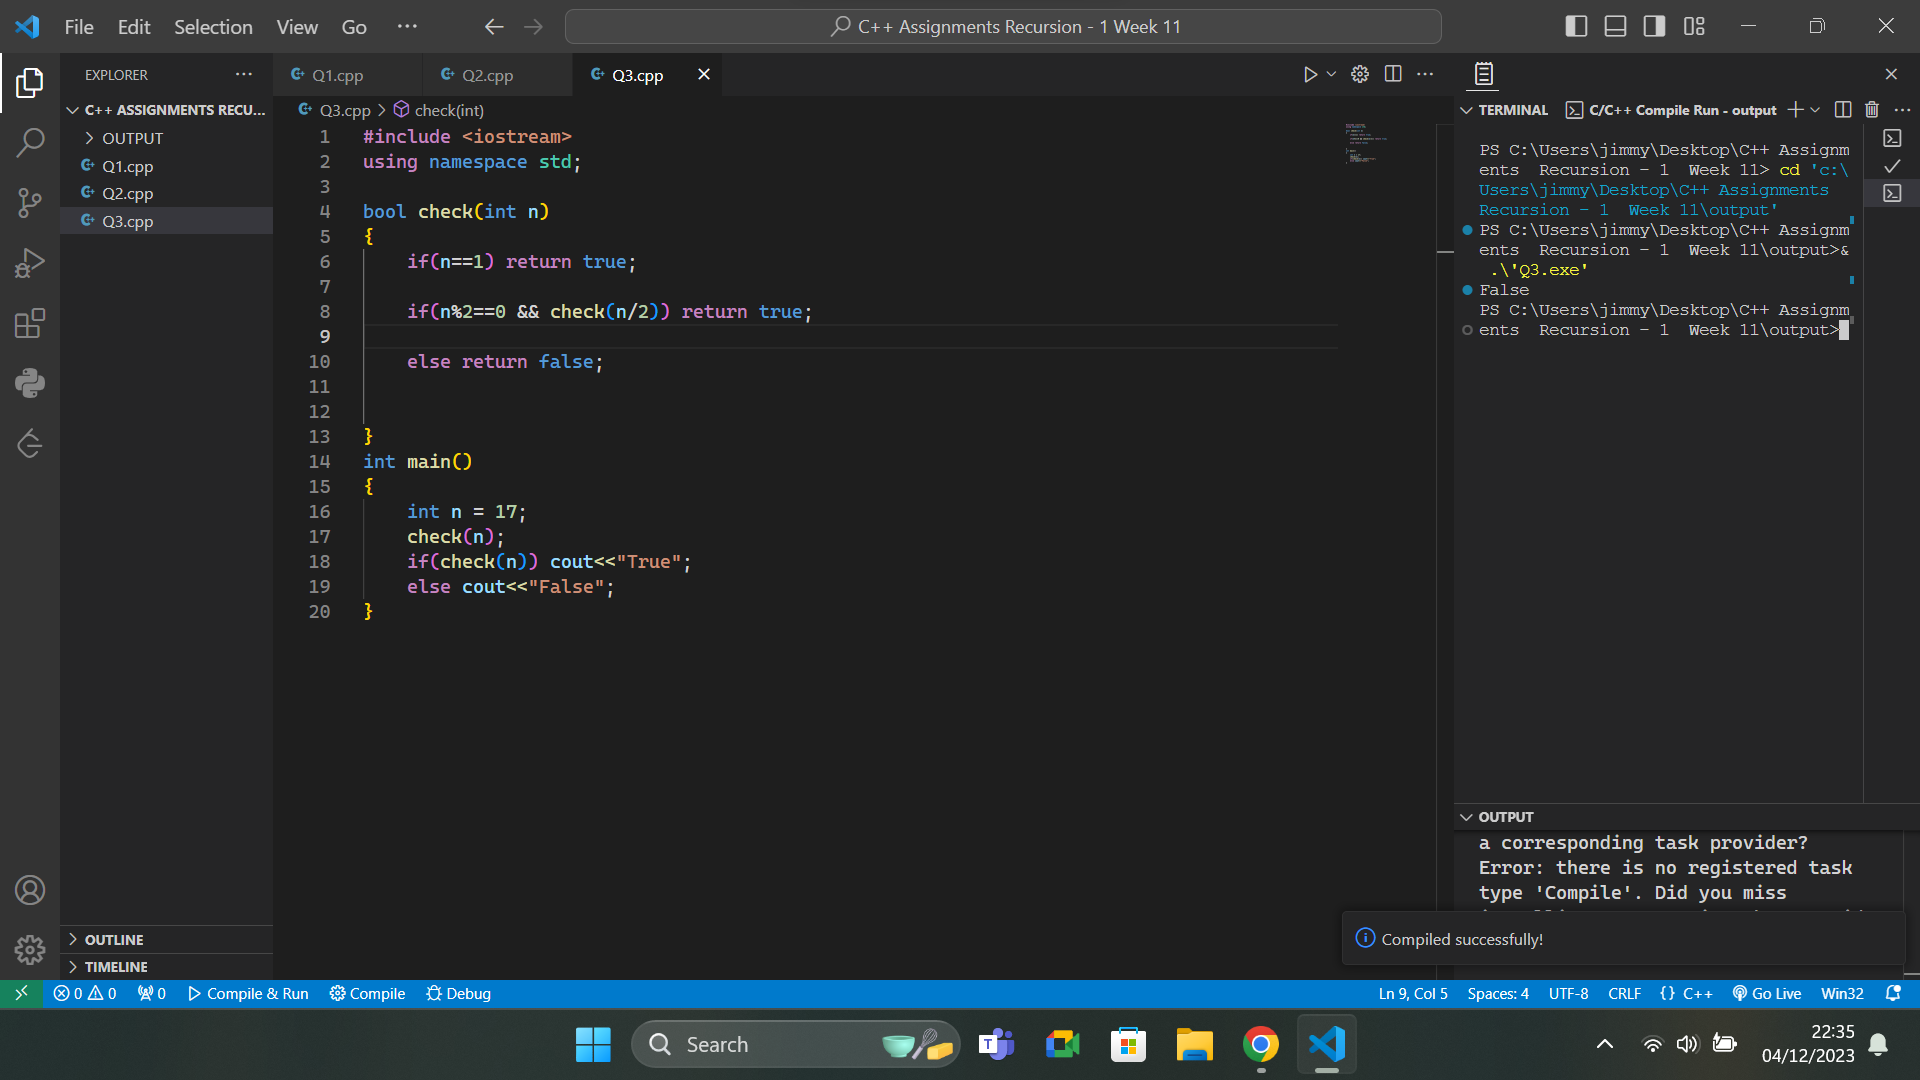 File Edit Selection View Go ··· C++ Assignments Recursion - 1 Week 11
EXPLORER ···
C++ ASSIGNMENTS RECU...
OUTPUT
Q1.cpp
Q2.cpp
Q3.cpp
OUTLINE
TIMELINE
Q1.cpp Q2.cpp Q3.cpp
Q3.cpp > check(int)
1 #include <iostream>
2 using namespace std;
3
4 bool check(int n)
5 {
6 if(n==1) return true;
7
8 if(n%2==0 && check(n/2)) return true;
9
10 else return false;
11
12
13 }
14 int main()
15 {
16 int n = 17;
17 check(n);
18 if(check(n)) cout<<"True";
19 else cout<<"False";
20 }
TERMINAL C/C++ Compile Run - output
PS C:\Users\jimmy\Desktop\C++ Assignm
ents Recursion - 1 Week 11> cd 'c:\
Users\jimmy\Desktop\C++ Assignments
Recursion - 1 Week 11\output'
PS C:\Users\jimmy\Desktop\C++ Assignm
ents Recursion - 1 Week 11\output>&
.\'Q3.exe'
False
PS C:\Users\jimmy\Desktop\C++ Assignm
ents Recursion - 1 Week 11\output>
OUTPUT
a corresponding task provider?
Error: there is no registered task
type 'Compile'. Did you miss
Compiled successfully!
0 0 0 Compile & Run Compile Debug Ln 9, Col 5 Spaces: 4 UTF-8 CRLF {} C++ Go Live Win32
Search
22:35
04/12/2023